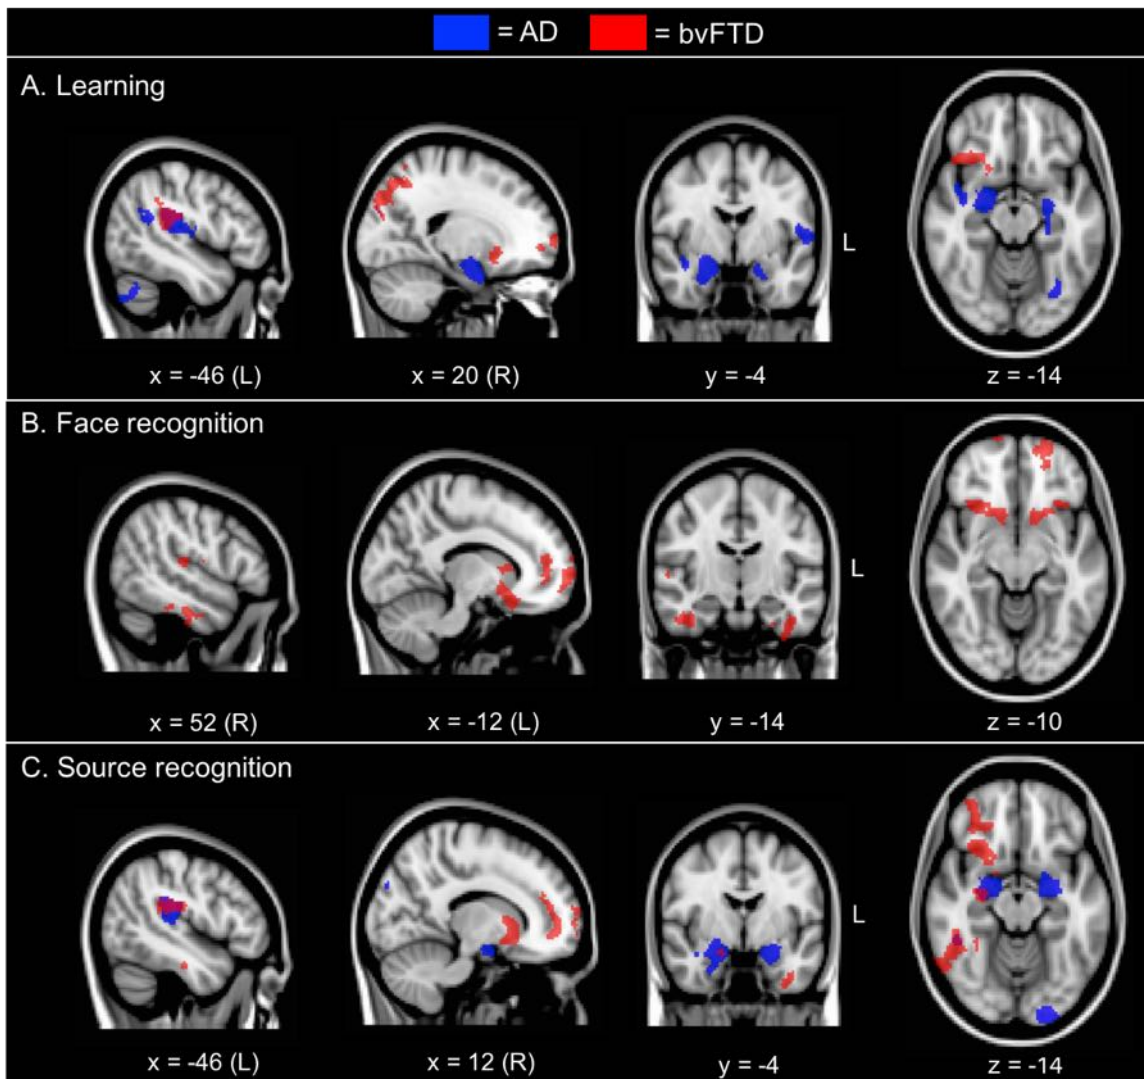 = AD = bvFTD
A. Learning
L
x = -46 (L) x = 20 (R) y = -4 z = -14
B. Face recognition
L
x = 52 (R) x = -12 (L) y = -14 z = -10
C. Source recognition
L
x = -46 (L) x = 12 (R) y = -4 z = -14